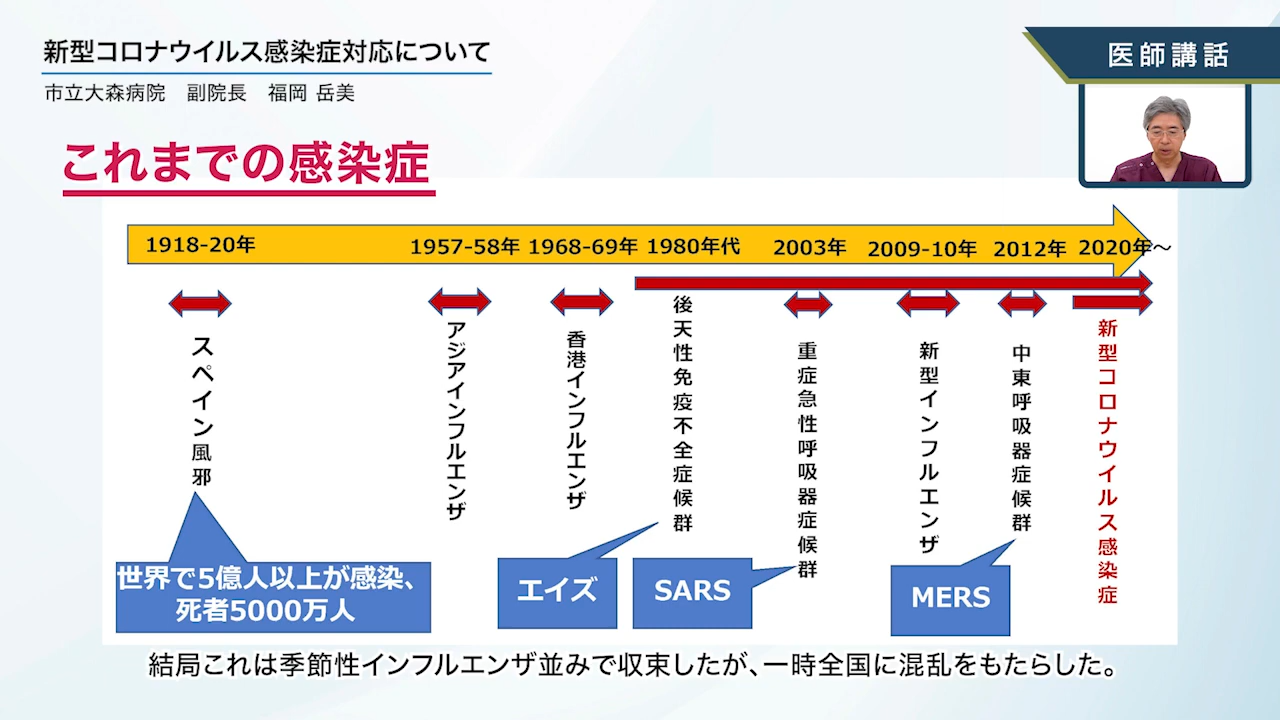 新型コロナウイルス感染症対応について
市立大森病院　副院長　福岡 岳美
医師講話
これまでの感染症
1918-20年
1957-58年
1968-69年
1980年代
2003年
2009-10年
2012年
2020年～
スペイン風邪
アジアインフルエンザ
香港インフルエンザ
後天性免疫不全症候群
重症急性呼吸器症候群
新型インフルエンザ
中東呼吸器症候群
新型コロナウイルス感染症
世界で5億人以上が感染、
死者5000万人
エイズ
SARS
MERS
結局これは季節性インフルエンザ並みで収束したが、一時全国に混乱をもたらした。